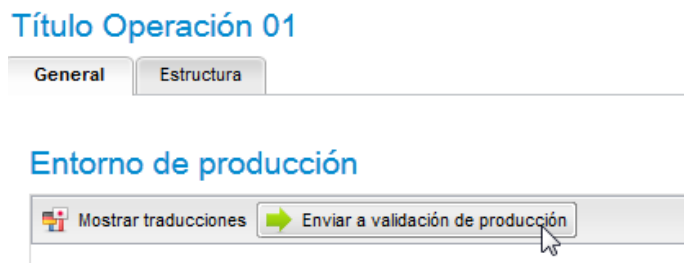 Título Operación 01
General Estructura
Entorno de producción
Mostrar traducciones Enviar a validación de producción